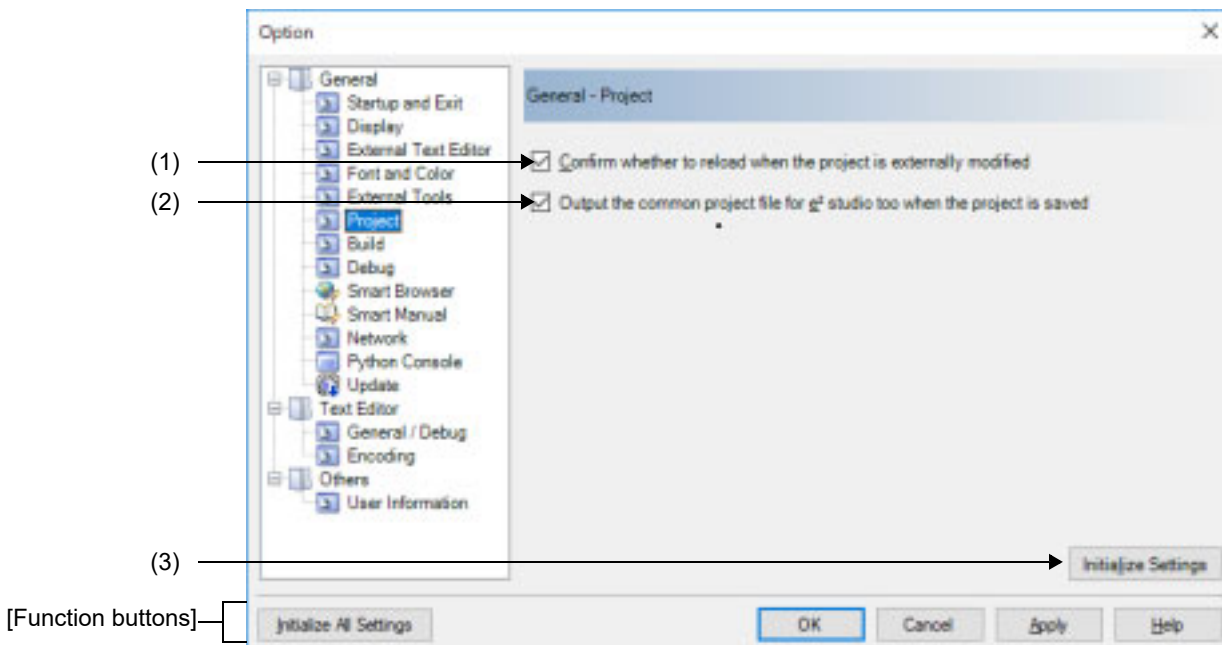 Option
General
Startup and Exit
Display
External Text Editor
Font and Color
External Tools
Project
Build
Debug
Smart Browser
Smart Manual
Network
Python Console
Update
Text Editor
General / Debug
Encoding
Others
User Information
General - Project
(1)
Confirm whether to reload when the project is externally modified
(2)
Output the common project file for e² studio too when the project is saved
(3)
Initialize Settings
[Function buttons]
Initialize All Settings
OK
Cancel
Apply
Help